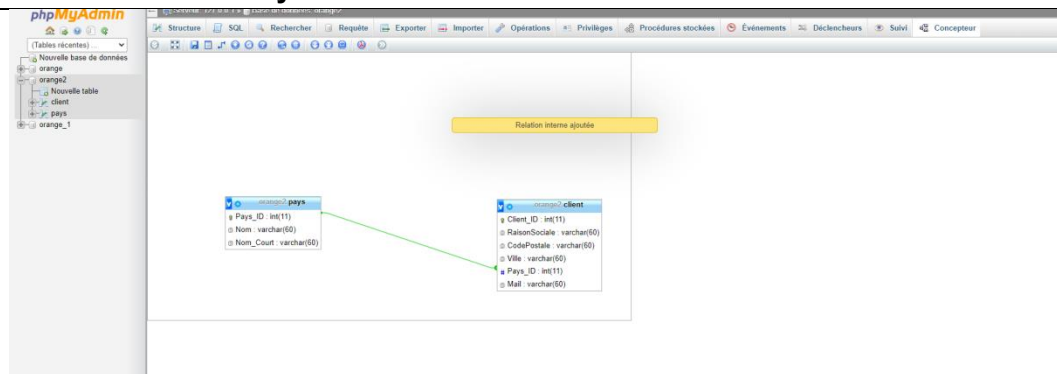 phpMyAdmin
Structure SQL Rechercher Requête Exporter Importer Opérations Privilèges Procédures stockées Événements Déclencheurs Suivi Concepteur
(Tables récentes) ...
Nouvelle base de données
orange
orange2
Nouvelle table
client
pays
orange_1
Relation interne ajoutée
orange2 pays
Pays_ID : int(11)
Nom : varchar(60)
Nom_Court : varchar(60)
orange2 client
Client_ID : int(11)
RaisonSociale : varchar(60)
CodePostale : varchar(60)
Ville : varchar(60)
Pays_ID : int(11)
Mail : varchar(60)